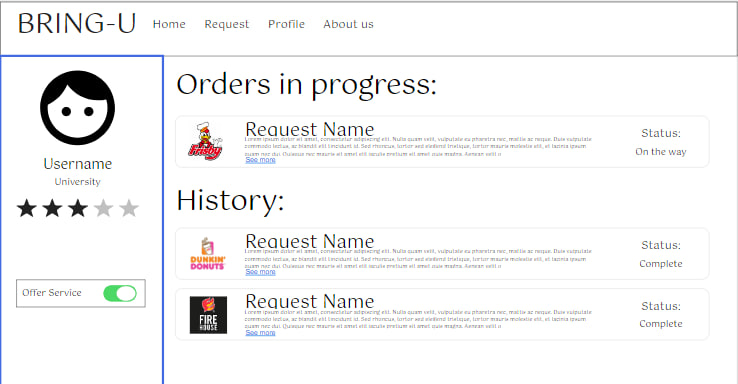 BRING-U Home Request Profile About us
Username
University
Offer Service
Orders in progress:
Frisby
Request Name
Lorem ipsum dolor sit amet, consectetur adipiscing elit. Nulla quam velit, vulputate eu pharetra nec, mattis ac neque. Duis vulputate
commodo lectus, ac blandit elit tincidunt id. Sed rhoncus, tortor sed eleifend tristique, tortor mauris molestie elit, et lacinia ipsum
quam nec dui. Quisque nec mauris sit amet elit iaculis pretium sit amet quis magna. Aenean velit o
See more
Status:
On the way
History:
DUNKIN'
DONUTS
Request Name
Lorem ipsum dolor sit amet, consectetur adipiscing elit. Nulla quam velit, vulputate eu pharetra nec, mattis ac neque. Duis vulputate
commodo lectus, ac blandit elit tincidunt id. Sed rhoncus, tortor sed eleifend tristique, tortor mauris molestie elit, et lacinia ipsum
quam nec dui. Quisque nec mauris sit amet elit iaculis pretium sit amet quis magna. Aenean velit o
See more
Status:
Complete
FIRE
HOUSE
Request Name
Lorem ipsum dolor sit amet, consectetur adipiscing elit. Nulla quam velit, vulputate eu pharetra nec, mattis ac neque. Duis vulputate
commodo lectus, ac blandit elit tincidunt id. Sed rhoncus, tortor sed eleifend tristique, tortor mauris molestie elit, et lacinia ipsum
quam nec dui. Quisque nec mauris sit amet elit iaculis pretium sit amet quis magna. Aenean velit o
See more
Status:
Complete